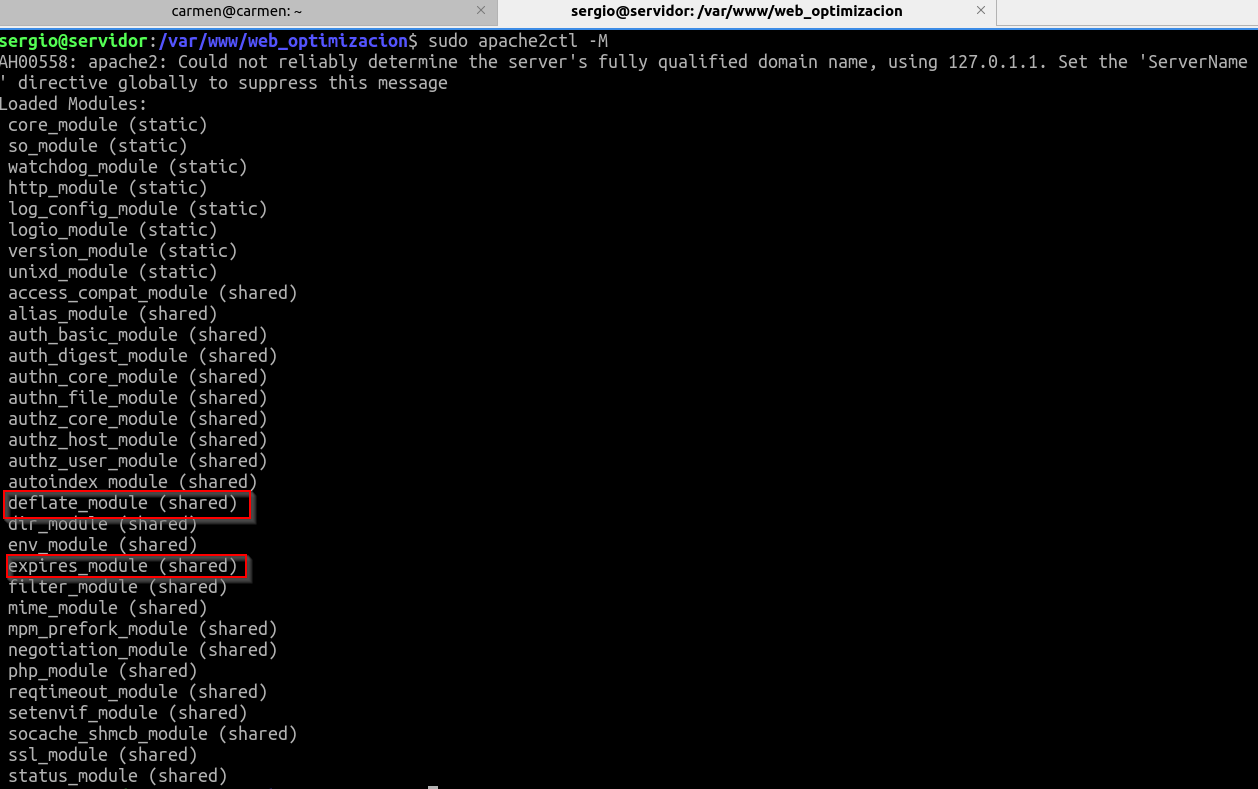 carmen@carmen: ~ ×
sergio@servidor: /var/www/web_optimizacion ×
sergio@servidor:/var/www/web_optimizacion$ sudo apache2ctl -M
AH00558: apache2: Could not reliably determine the server's fully qualified domain name, using 127.0.1.1. Set the 'ServerName
' directive globally to suppress this message
Loaded Modules:
core_module (static)
so_module (static)
watchdog_module (static)
http_module (static)
log_config_module (static)
logio_module (static)
version_module (static)
unixd_module (static)
access_compat_module (shared)
alias_module (shared)
auth_basic_module (shared)
auth_digest_module (shared)
authn_core_module (shared)
authn_file_module (shared)
authz_core_module (shared)
authz_host_module (shared)
authz_user_module (shared)
autoindex_module (shared)
deflate_module (shared)
dir_module (shared)
env_module (shared)
expires_module (shared)
filter_module (shared)
mime_module (shared)
mpm_prefork_module (shared)
negotiation_module (shared)
php_module (shared)
reqtimeout_module (shared)
setenvif_module (shared)
socache_shmcb_module (shared)
ssl_module (shared)
status_module (shared)